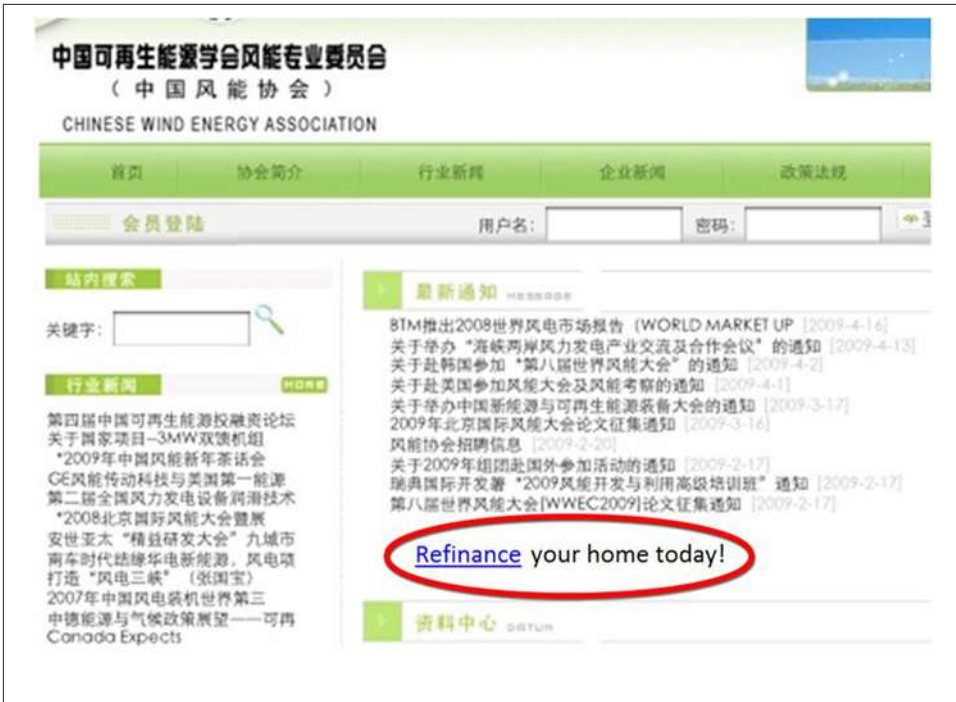 中国可再生能源学会风能专业委员会
（中国风能协会）
CHINESE WIND ENERGY ASSOCIATION
首页 协会简介 行业新闻 企业新闻 政策法规
会员登陆 用户名： 密码：
站内搜索
关键字：
行业新闻 MORE
第四届中国可再生能源投融资论坛
关于国家项目--3MW双馈机组
"2009年中国风能新年茶话会
GE风能传动科技与美国第一能源
第二届全国风力发电设备润滑技术
"2008北京国际风能大会暨展
安世亚太“精益研发大会”九城市
南车时代结缘华电新能源，风电项
打造“风电三峡”（张国宝）
2007年中国风电装机世界第三
中德能源与气候政策展望——可再
Canada Expects
最新通知 MESSAGE
BTM推出2008世界风电市场报告（WORLD MARKET UP [2009-4-16]
关于举办“海峡两岸风力发电产业交流及合作会议”的通知 [2009-4-13]
关于赴韩国参加“第八届世界风能大会”的通知 [2009-4-2]
关于赴美国参加风能大会及风能考察的通知 [2009-4-1]
关于举办中国新能源与可再生能源装备大会的通知 [2009-3-17]
2009年北京国际风能大会论文征集通知 [2009-3-16]
风能协会招聘信息 [2009-2-20]
关于2009年组团赴国外参加活动的通知 [2009-2-17]
瑞典国际开发署“2009风能开发与利用高级培训班”通知 [2009-2-17]
第八届世界风能大会[WWEC2009]论文征集通知 [2009-2-17]
Refinance your home today!
资料中心 DATUM